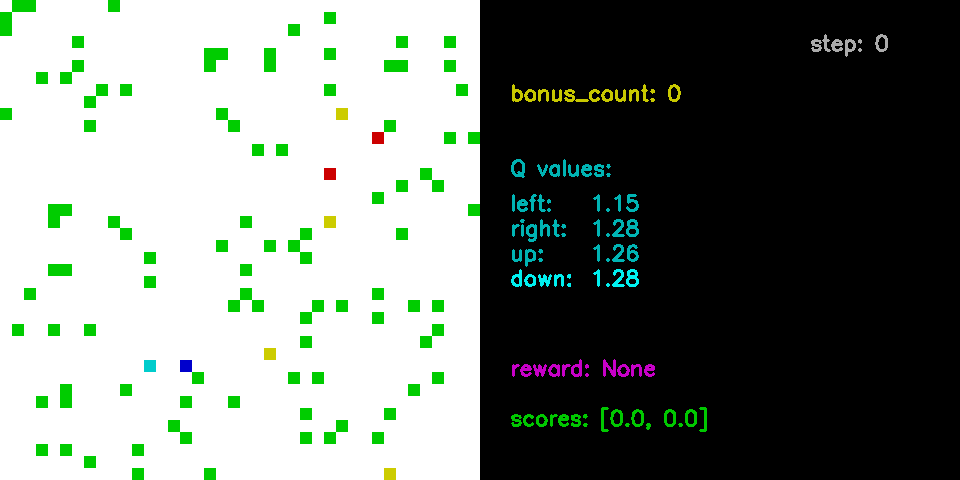 step: 0
bonus_count: 0
Q values:
left: 1.15
right: 1.28
up: 1.26
down: 1.28
reward: None
scores: [0.0, 0.0]